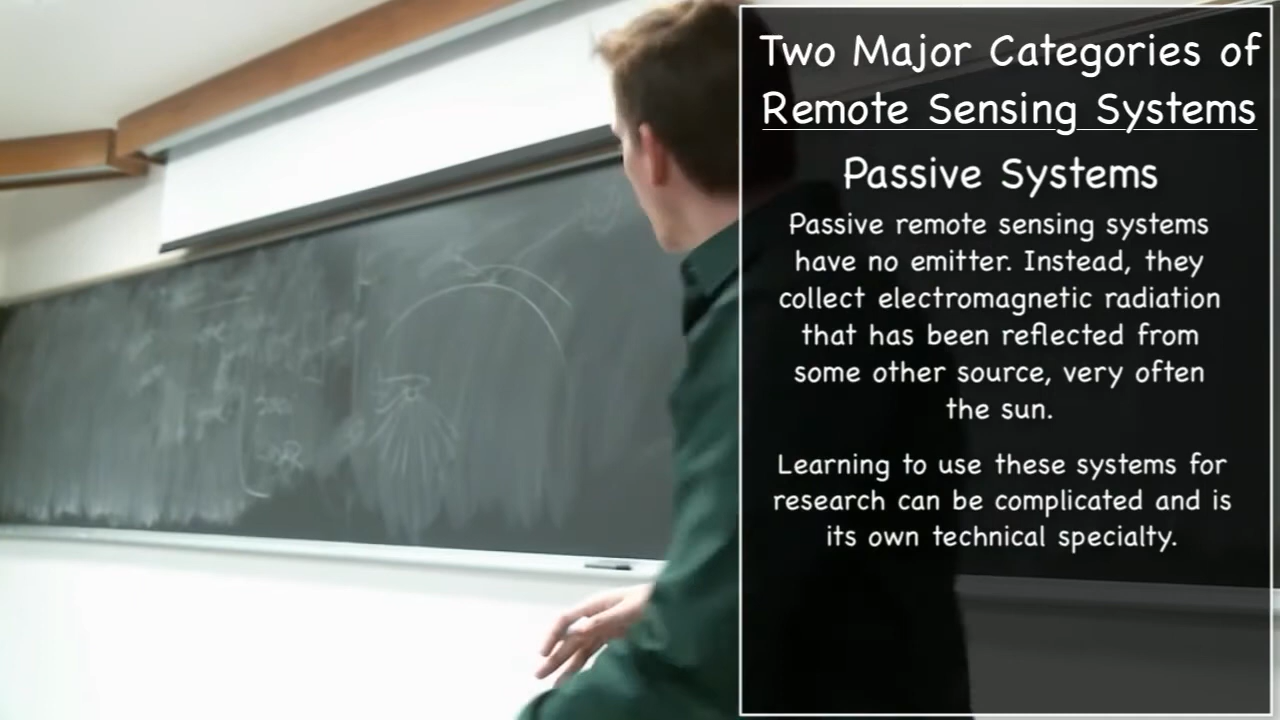 Two Major Categories of
Remote Sensing Systems
Passive Systems
Passive remote sensing systems
have no emitter. Instead, they
collect electromagnetic radiation
that has been reflected from
some other source, very often
the sun.
Learning to use these systems for
research can be complicated and is
its own technical specialty.